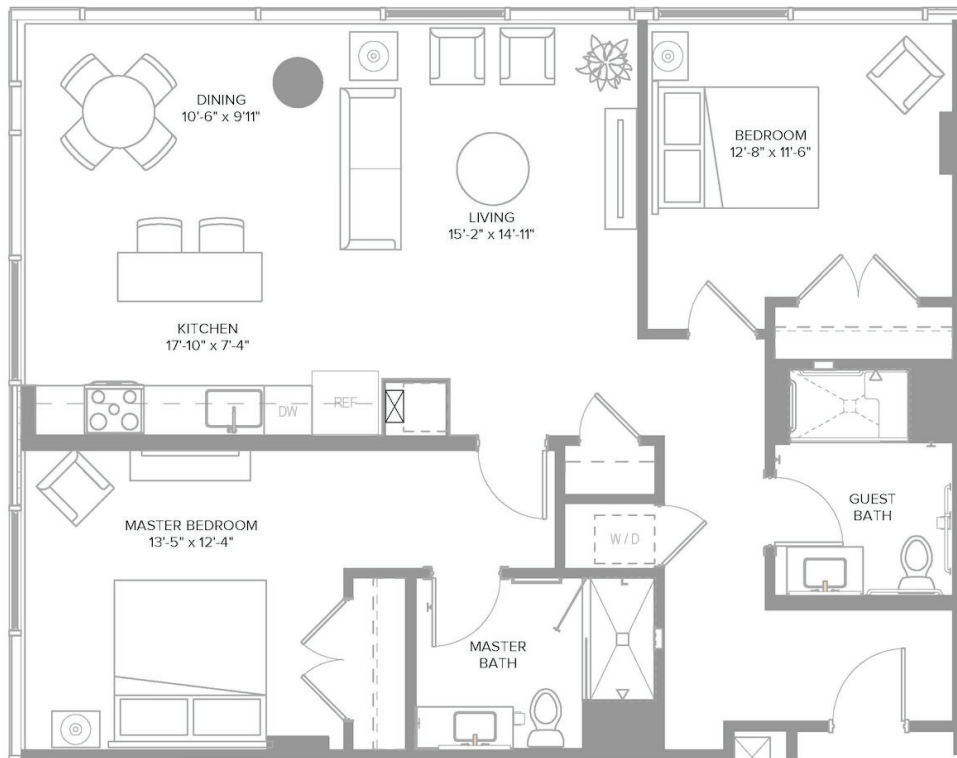 DINING
10'-6" x 9'11"
BEDROOM
12'-8" x 11'-6"
LIVING
15'-2" x 14'-11"
KITCHEN
17'-10" x 7'-4"
DW
REF
MASTER BEDROOM
13'-5" x 12'-4"
W/D
GUEST
BATH
MASTER
BATH